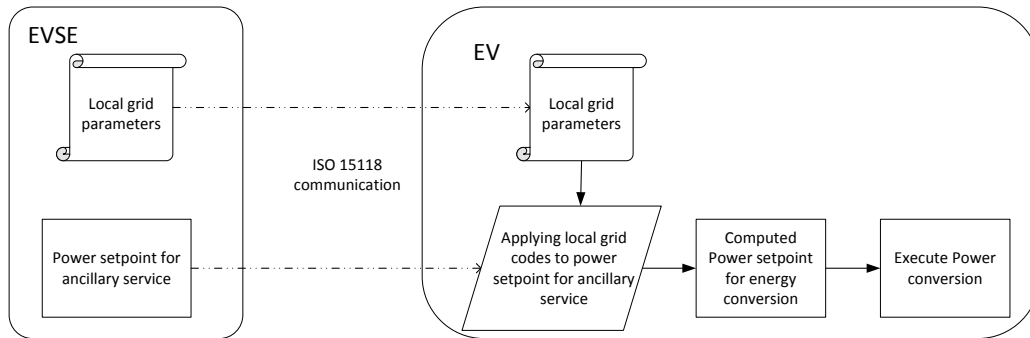 EVSE
EV
Local grid
parameters
Local grid
parameters
ISO 15118
communication
Power setpoint for
ancillary service
Applying local grid
codes to power
setpoint for ancillary
service
Computed
Power setpoint
for energy
conversion
Execute Power
conversion